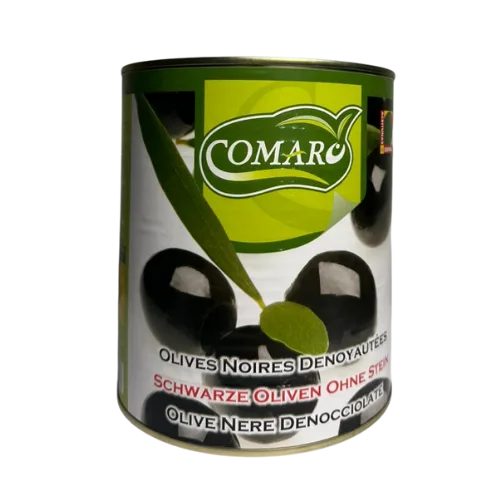 COMARO
OLIVES NOIRES DENOYAUTÉES
SCHWARZE OLIVEN OHNE STEIN
OLIVE NERE DENOCCIOLATE